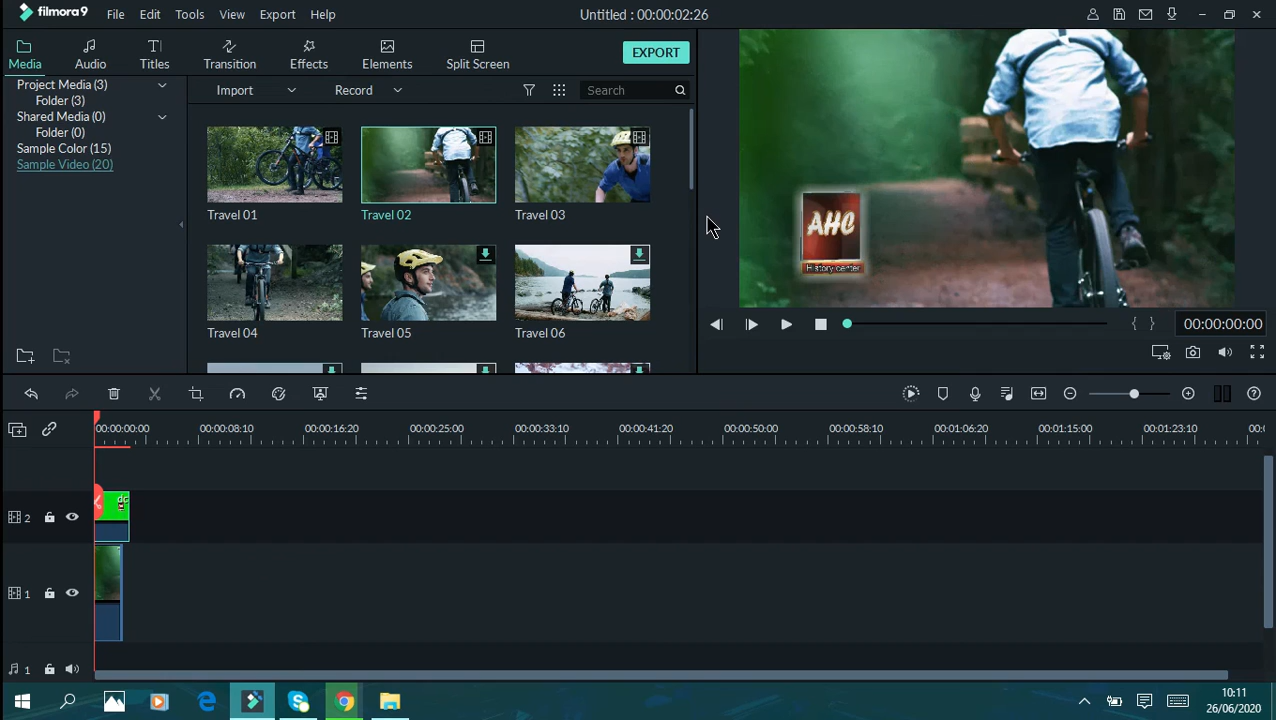 filmora9 File Edit Tools View Export Help Untitled : 00:00:02:26
Media Audio Titles Transition Effects Elements Split Screen EXPORT
Project Media (3)
Folder (3)
Shared Media (0)
Folder (0)
Sample Color (15)
Sample Video (20)
Import Record Search
Travel 01 Travel 02 Travel 03
Travel 04 Travel 05 Travel 06
AHC
History center
00:00:00:00
00:00:00:00 00:00:08:10 00:00:16:20 00:00:25:00 00:00:33:10 00:00:41:20 00:00:50:00 00:00:58:10 00:01:06:20 00:01:15:00 00:01:23:10 00:0
2
1
1
10:11
26/06/2020